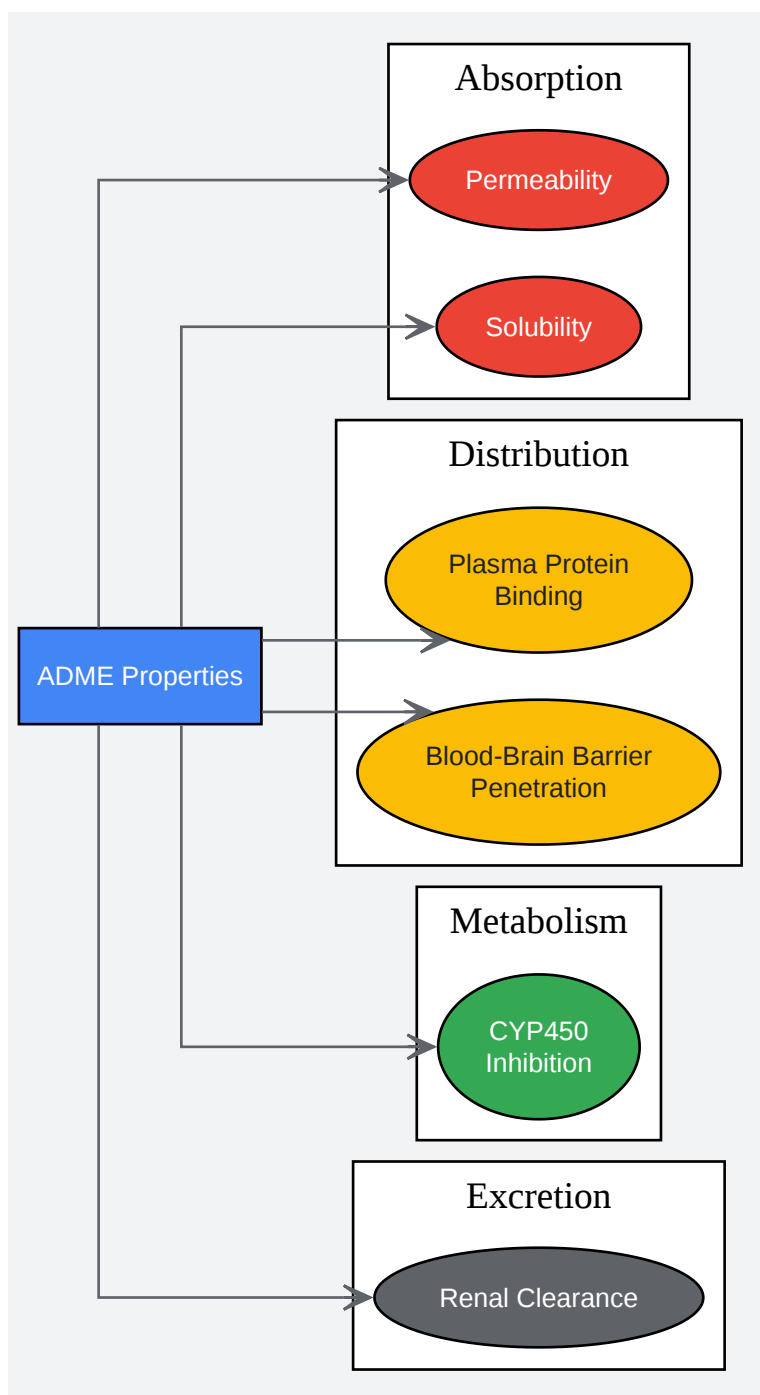 Absorption
Permeability
Solubility
Distribution
Plasma Protein
Binding
ADME Properties
Blood-Brain Barrier
Penetration
Metabolism
CYP450
Inhibition
Excretion
Renal Clearance